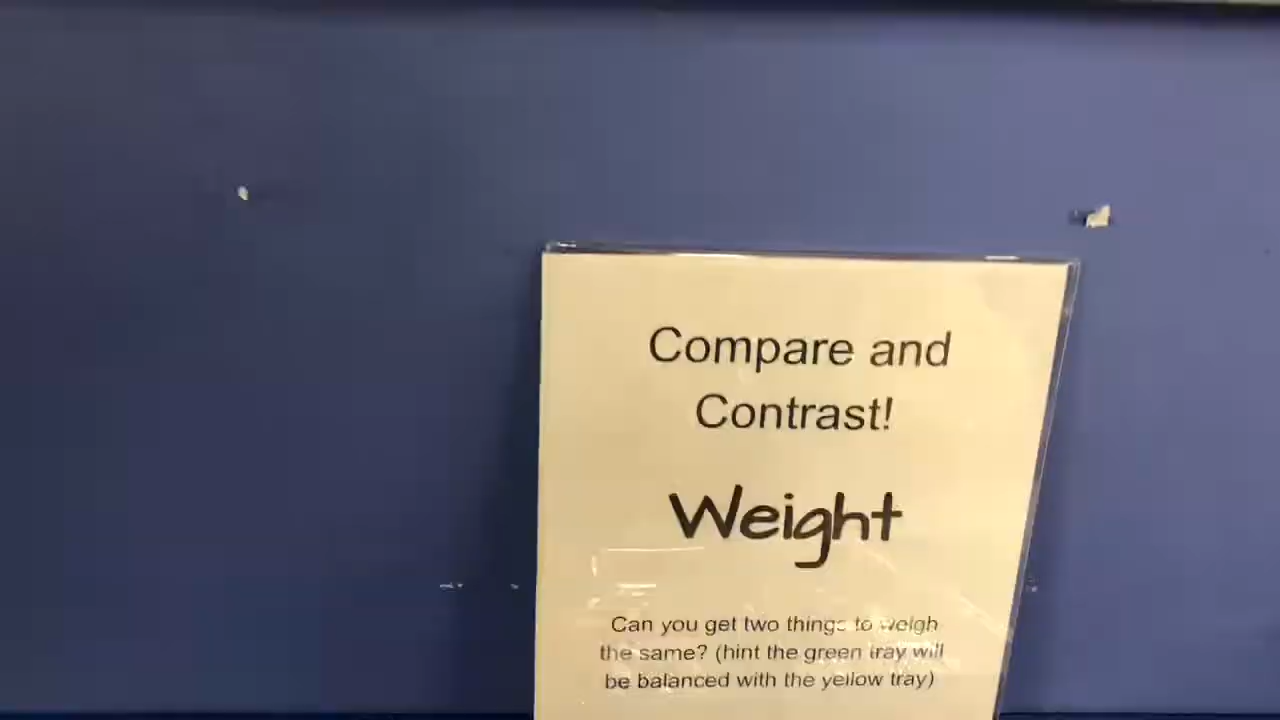 Compare and
Contrast!
Weight
Can you get two things to weigh
the same? (hint the green tray will
be balanced with the yellow tray)